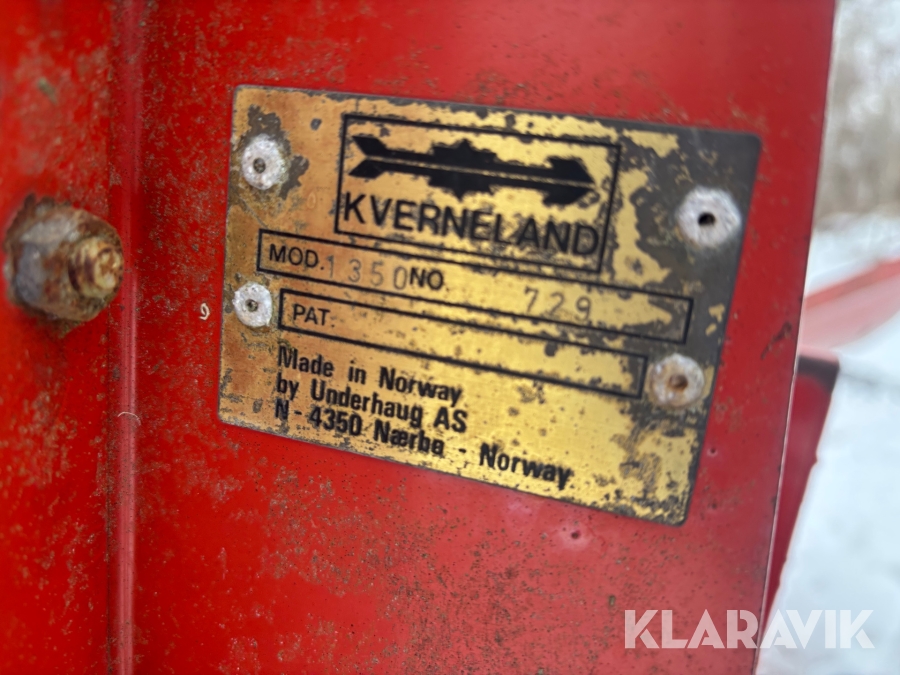 KVERNELAND
MOD. 1350 NO. 729
PAT.
Made in Norway
by Underhaug AS
N - 4350 Nærbø - Norway
KLARAVIK